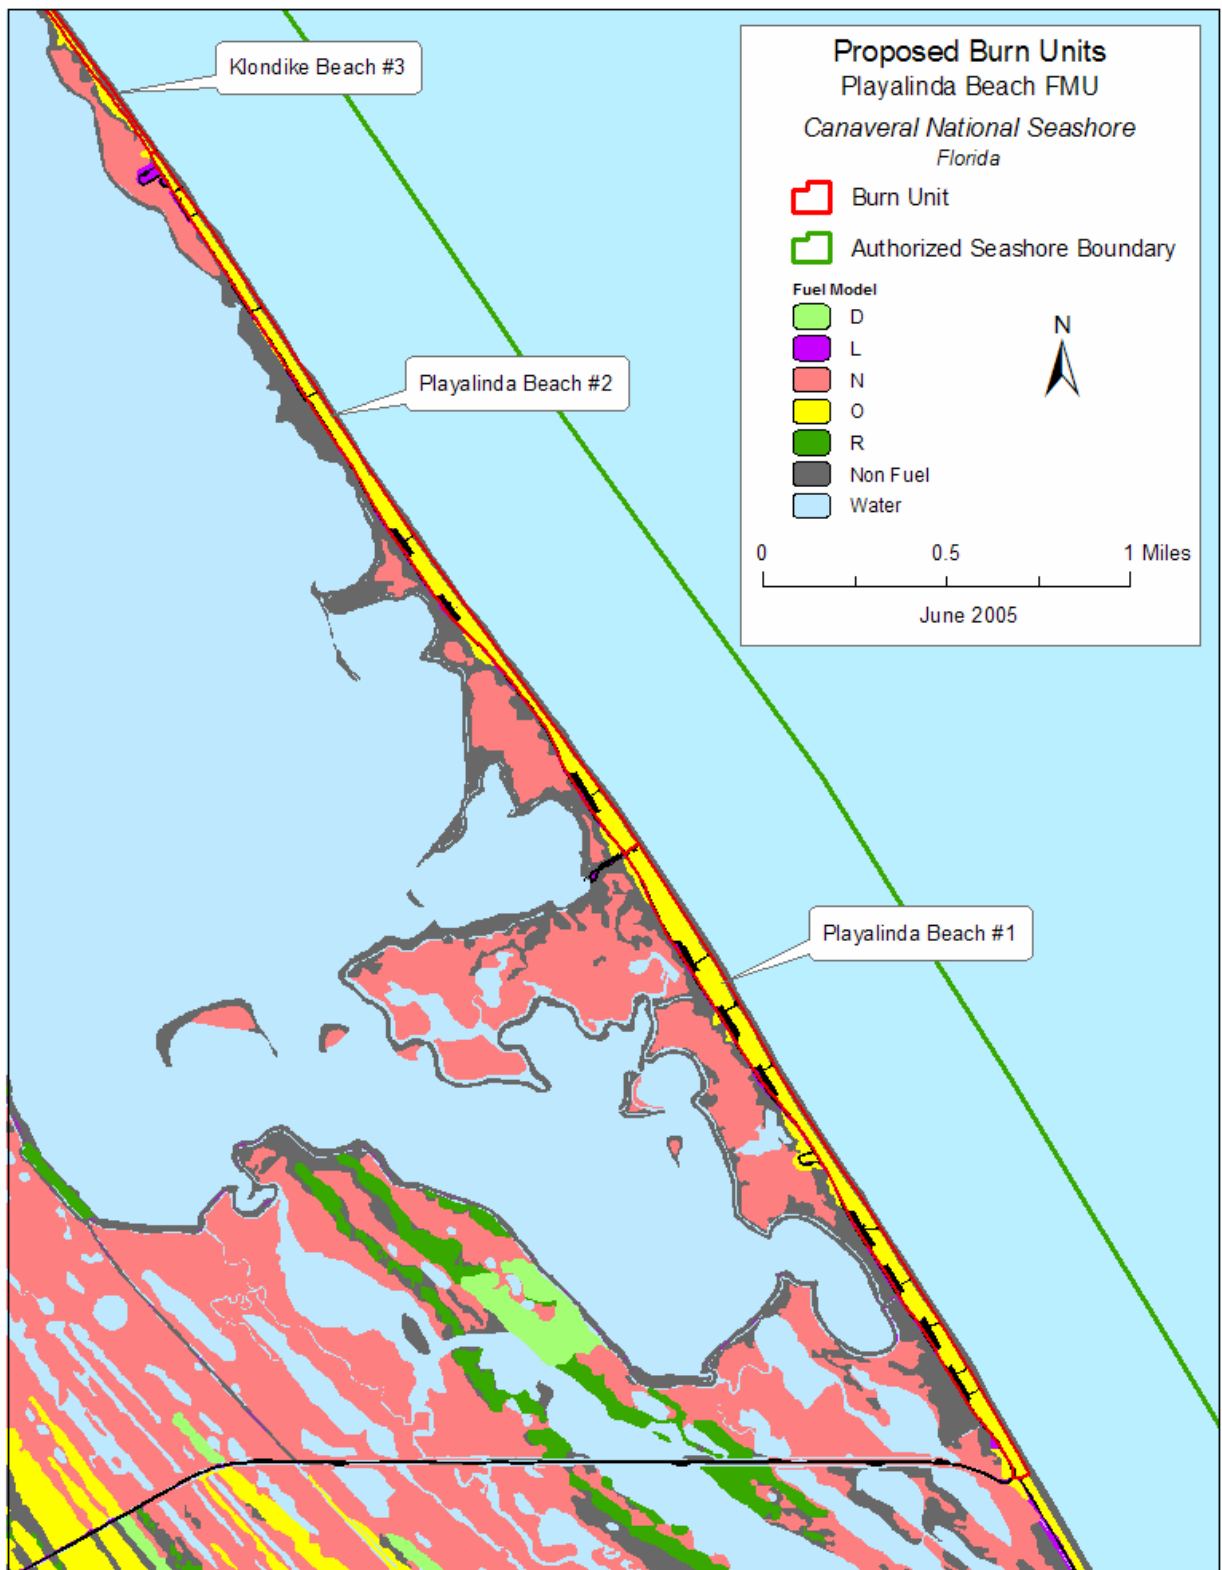 Klondike Beach #3
Proposed Burn Units
Playalinda Beach FMU
Canaveral National Seashore
Florida
Burn Unit
Authorized Seashore Boundary
Fuel Model
D
L
N
O
R
Non Fuel
Water
N
0 0.5 1 Miles
June 2005
Playalinda Beach #2
Playalinda Beach #1